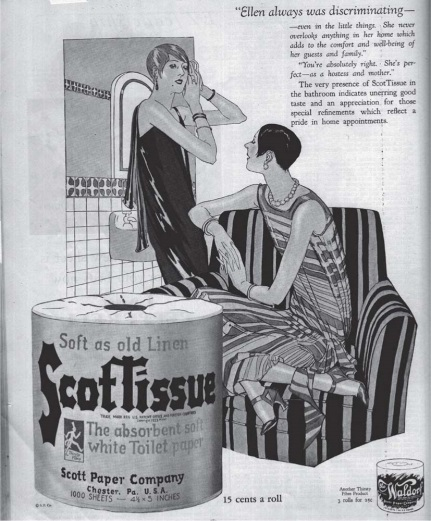 "Ellen always was discriminating—
—even in the little things. She never
overlooks anything in her home which
adds to the comfort and well-being of
her guests and family."
"You're absolutely right. She's per-
fect—as a hostess and mother."
The very presence of ScotTissue in
the bathroom indicates unerring good
taste and an appreciation for those
special refinements which reflect a
pride in home appointments.
Soft as old Linen
ScotTissue
The absorbent soft
white Toilet paper
Scott Paper Company
Chester, Pa. U.S.A.
1000 SHEETS — 4½ × 5 INCHES
15 cents a roll
Another Thirsty
Fibre Product
3 rolls for 25c
Waldorf